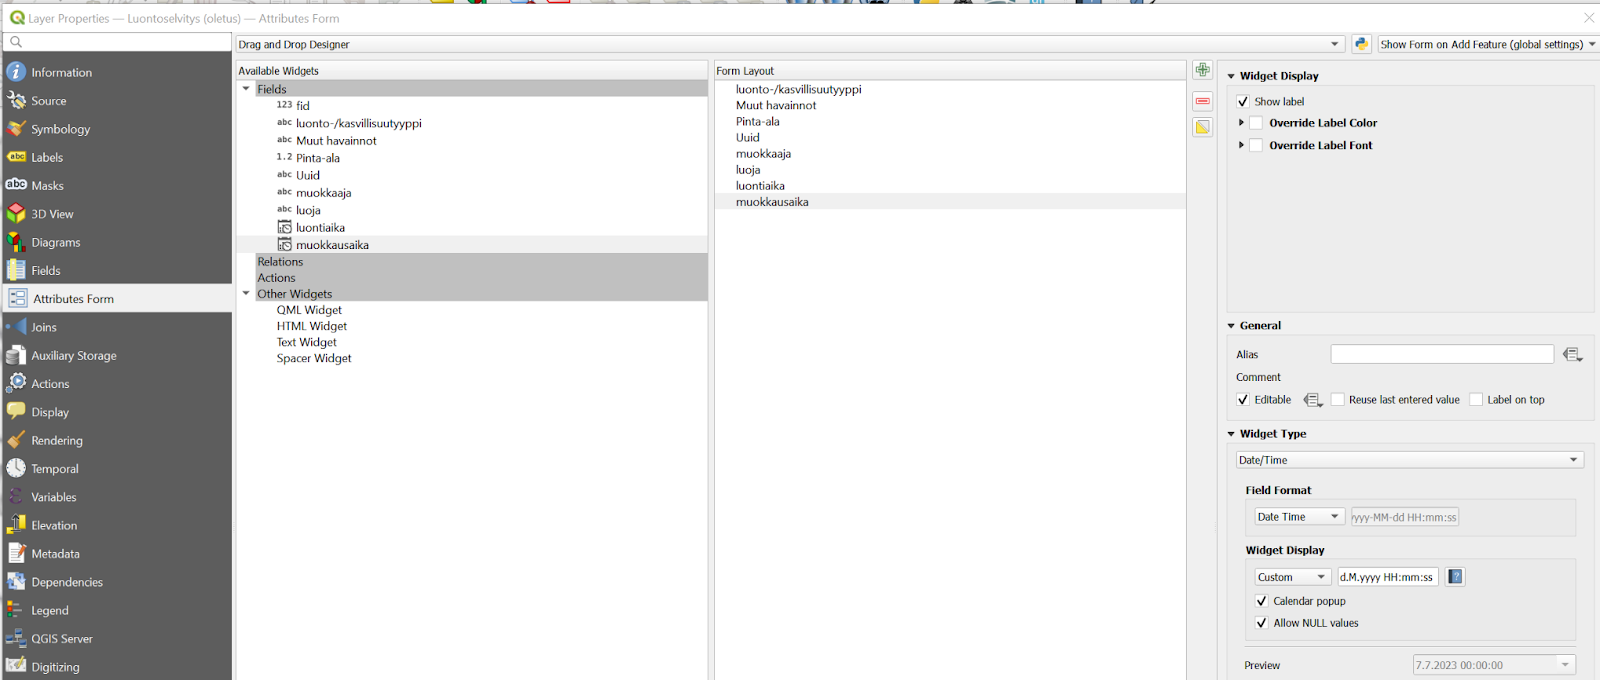 Layer Properties — Luontoselvitys (oletus) — Attributes Form
Drag and Drop Designer
Show Form on Add Feature (global settings)
Information
Source
Symbology
abc Labels
abc Masks
3D View
Diagrams
Fields
Attributes Form
Joins
Auxiliary Storage
Actions
Display
Rendering
Temporal
Variables
Elevation
Metadata
Dependencies
Legend
QGIS Server
Digitizing
Available Widgets
Fields
123 fid
abc luonto-/kasvillisuutyyppi
abc Muut havainnot
1.2 Pinta-ala
abc Uuid
abc muokkaaja
abc luoja
luontiaika
muokkausaika
Relations
Actions
Other Widgets
QML Widget
HTML Widget
Text Widget
Spacer Widget
Form Layout
luonto-/kasvillisuutyyppi
Muut havainnot
Pinta-ala
Uuid
muokkaaja
luoja
luontiaika
muokkausaika
Widget Display
Show label
Override Label Color
Override Label Font
General
Alias
Comment
Editable
Reuse last entered value
Label on top
Widget Type
Date/Time
Field Format
Date Time
yyyy-MM-dd HH:mm:ss
Widget Display
Custom
d.M.yyyy HH:mm:ss
Calendar popup
Allow NULL values
Preview
7.7.2023 00:00:00